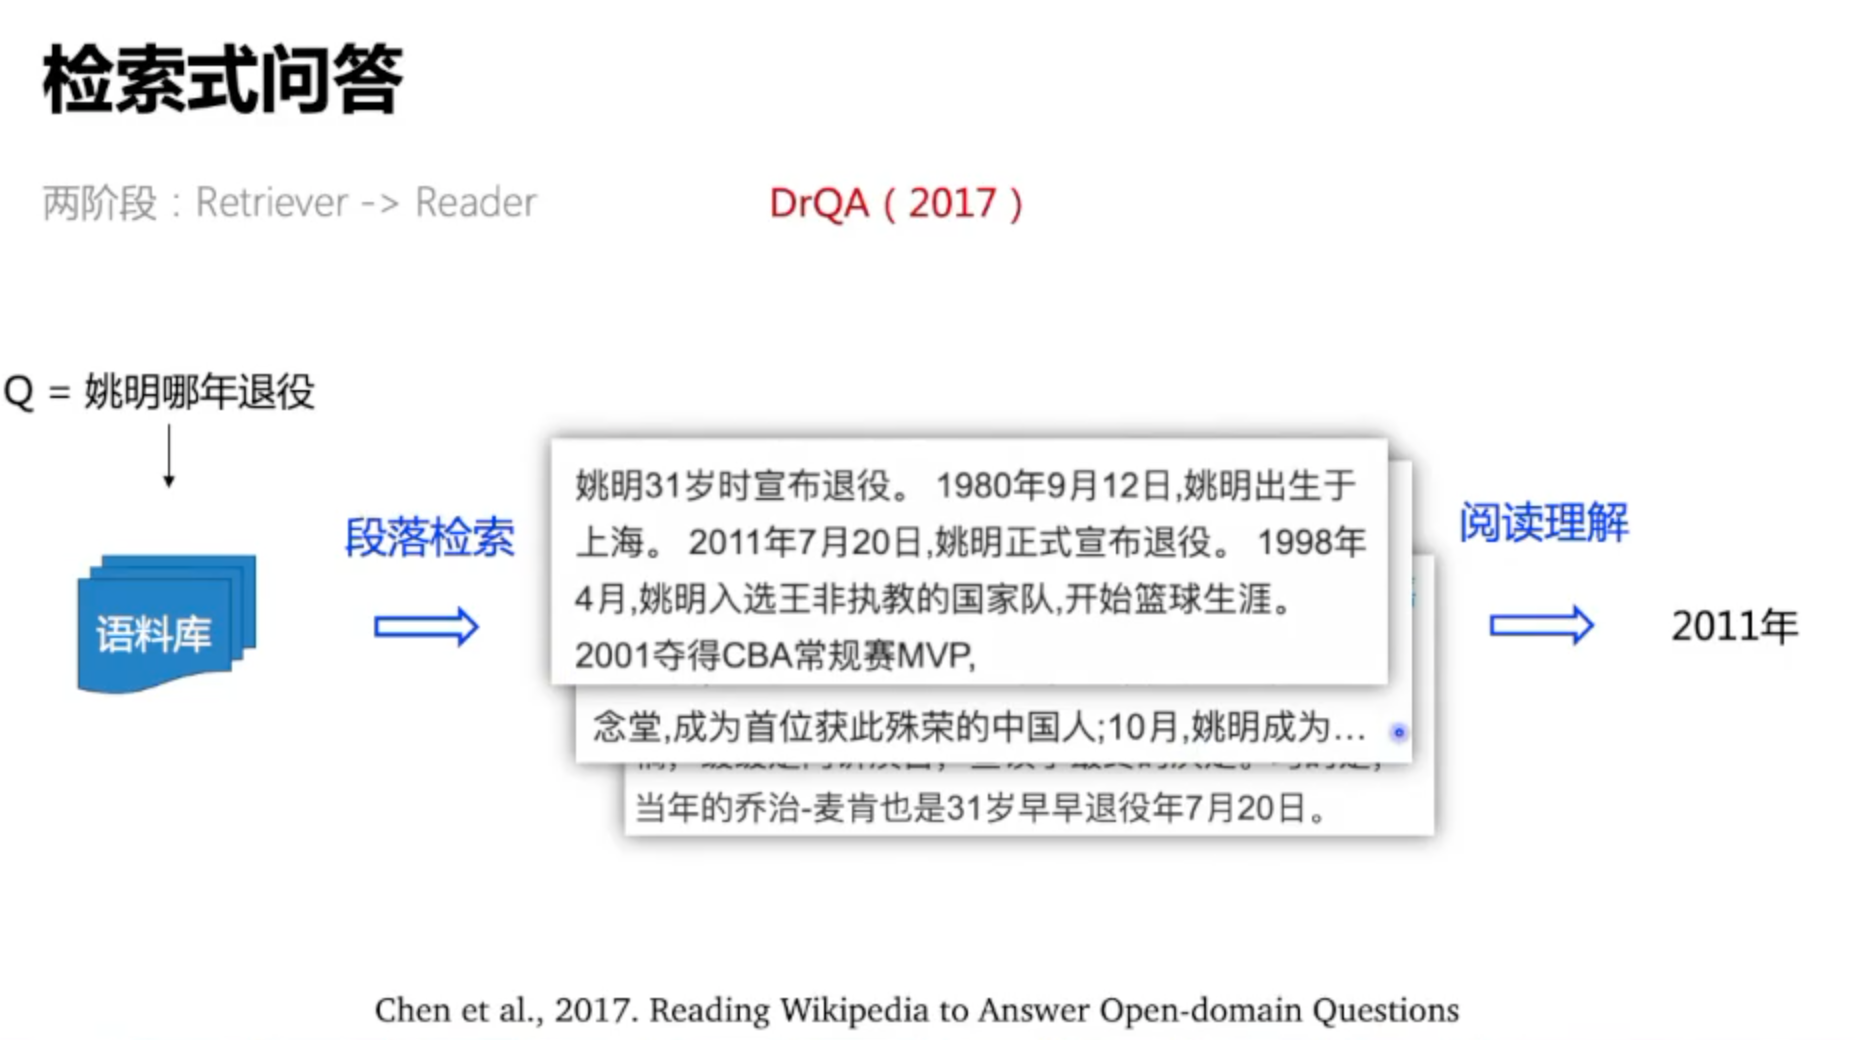 检索式问答
两阶段：Retriever -> Reader
DrQA（2017）
Q = 姚明哪年退役
语料库
段落检索
姚明31岁时宣布退役。 1980年9月12日,姚明出生于
上海。 2011年7月20日,姚明正式宣布退役。 1998年
4月,姚明入选王非执教的国家队,开始篮球生涯。
2001夺得CBA常规赛MVP,
念堂,成为首位获此殊荣的中国人;10月,姚明成为...
当年的乔治-麦肯也是31岁早早退役年7月20日。
阅读理解
2011年
Chen et al., 2017. Reading Wikipedia to Answer Open-domain Questions